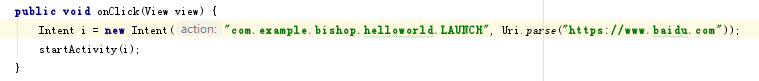 public void onClick(View view) {
Intent i = new Intent( action: "com.example.bishop.helloworld.LAUNCH", Uri.parse("https://www.baidu.com"));
startActivity(i);
}